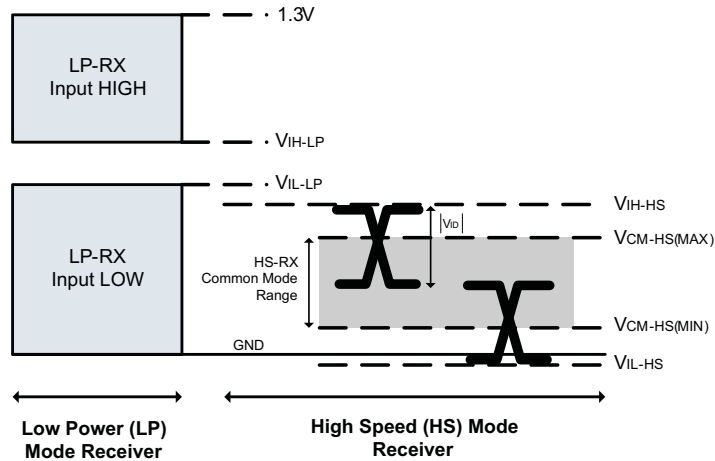 1.3V
LP-RX
Input HIGH
VIH-LP
VIL-LP
VIH-HS
|VID|
VCM-HS(MAX)
LP-RX
Input LOW
HS-RX
Common Mode
Range
VCM-HS(MIN)
GND
VIL-HS
Low Power (LP)
Mode Receiver
High Speed (HS) Mode
Receiver